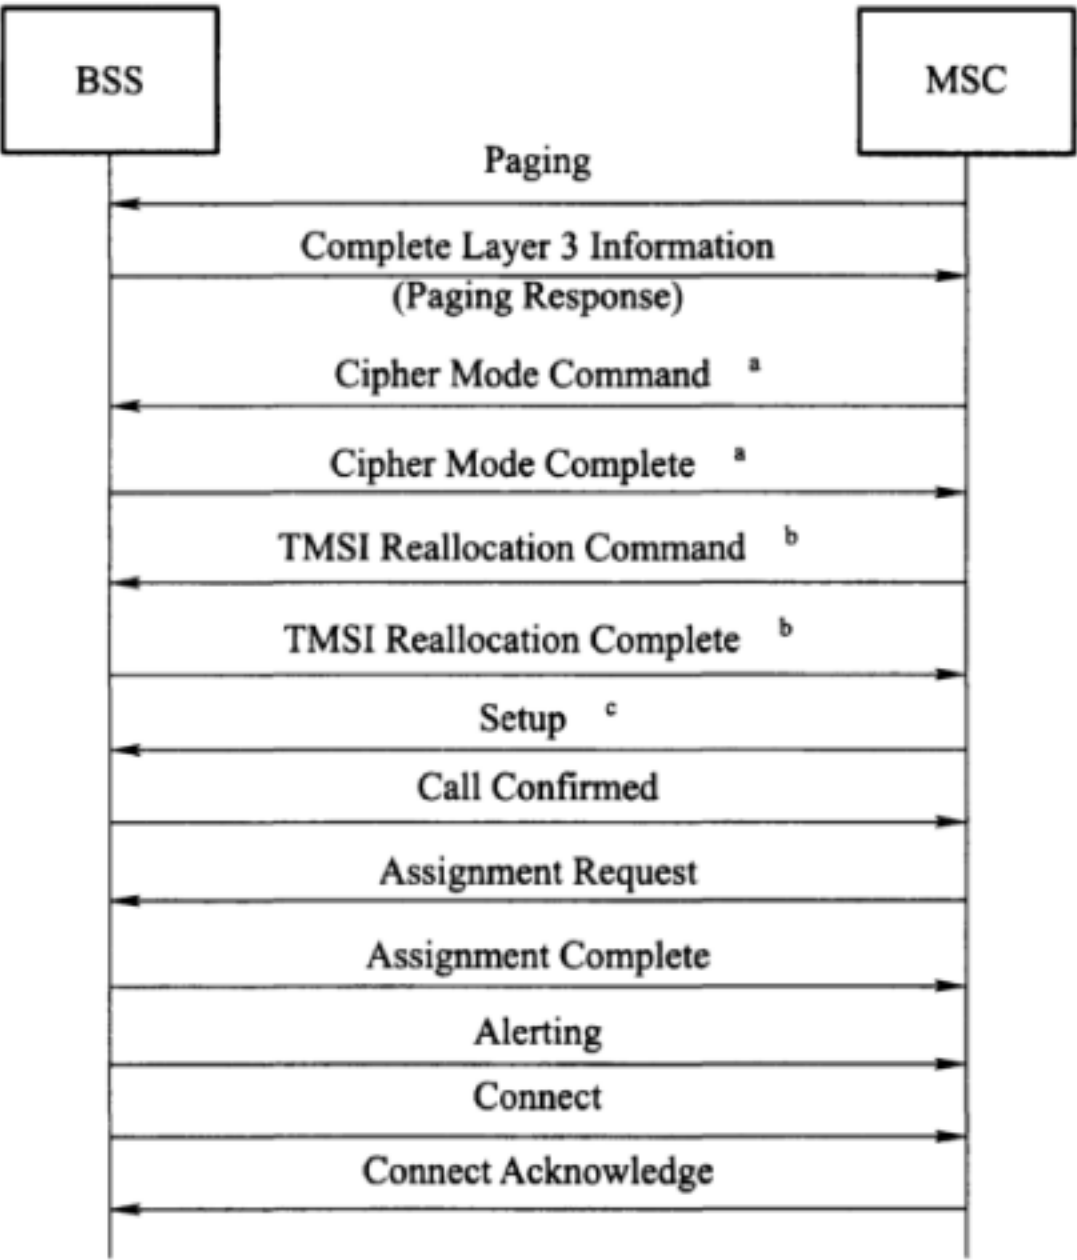 BSS
MSC
Paging
Complete Layer 3 Information
(Paging Response)
Cipher Mode Command a
Cipher Mode Complete a
TMSI Reallocation Command b
TMSI Reallocation Complete b
Setup c
Call Confirmed
Assignment Request
Assignment Complete
Alerting
Connect
Connect Acknowledge